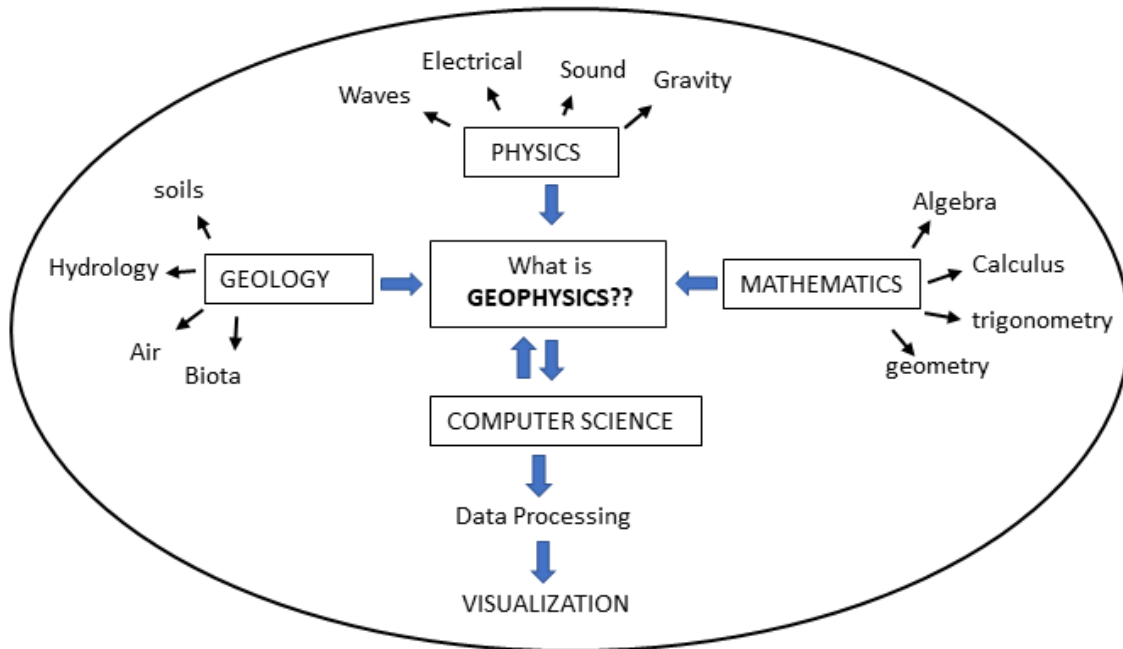 Electrical
Sound
Gravity
Waves
PHYSICS
soils
Hydrology
GEOLOGY
Air
Biota
What is
GEOPHYSICS??
Algebra
MATHEMATICS
Calculus
trigonometry
geometry
COMPUTER SCIENCE
Data Processing
VISUALIZATION